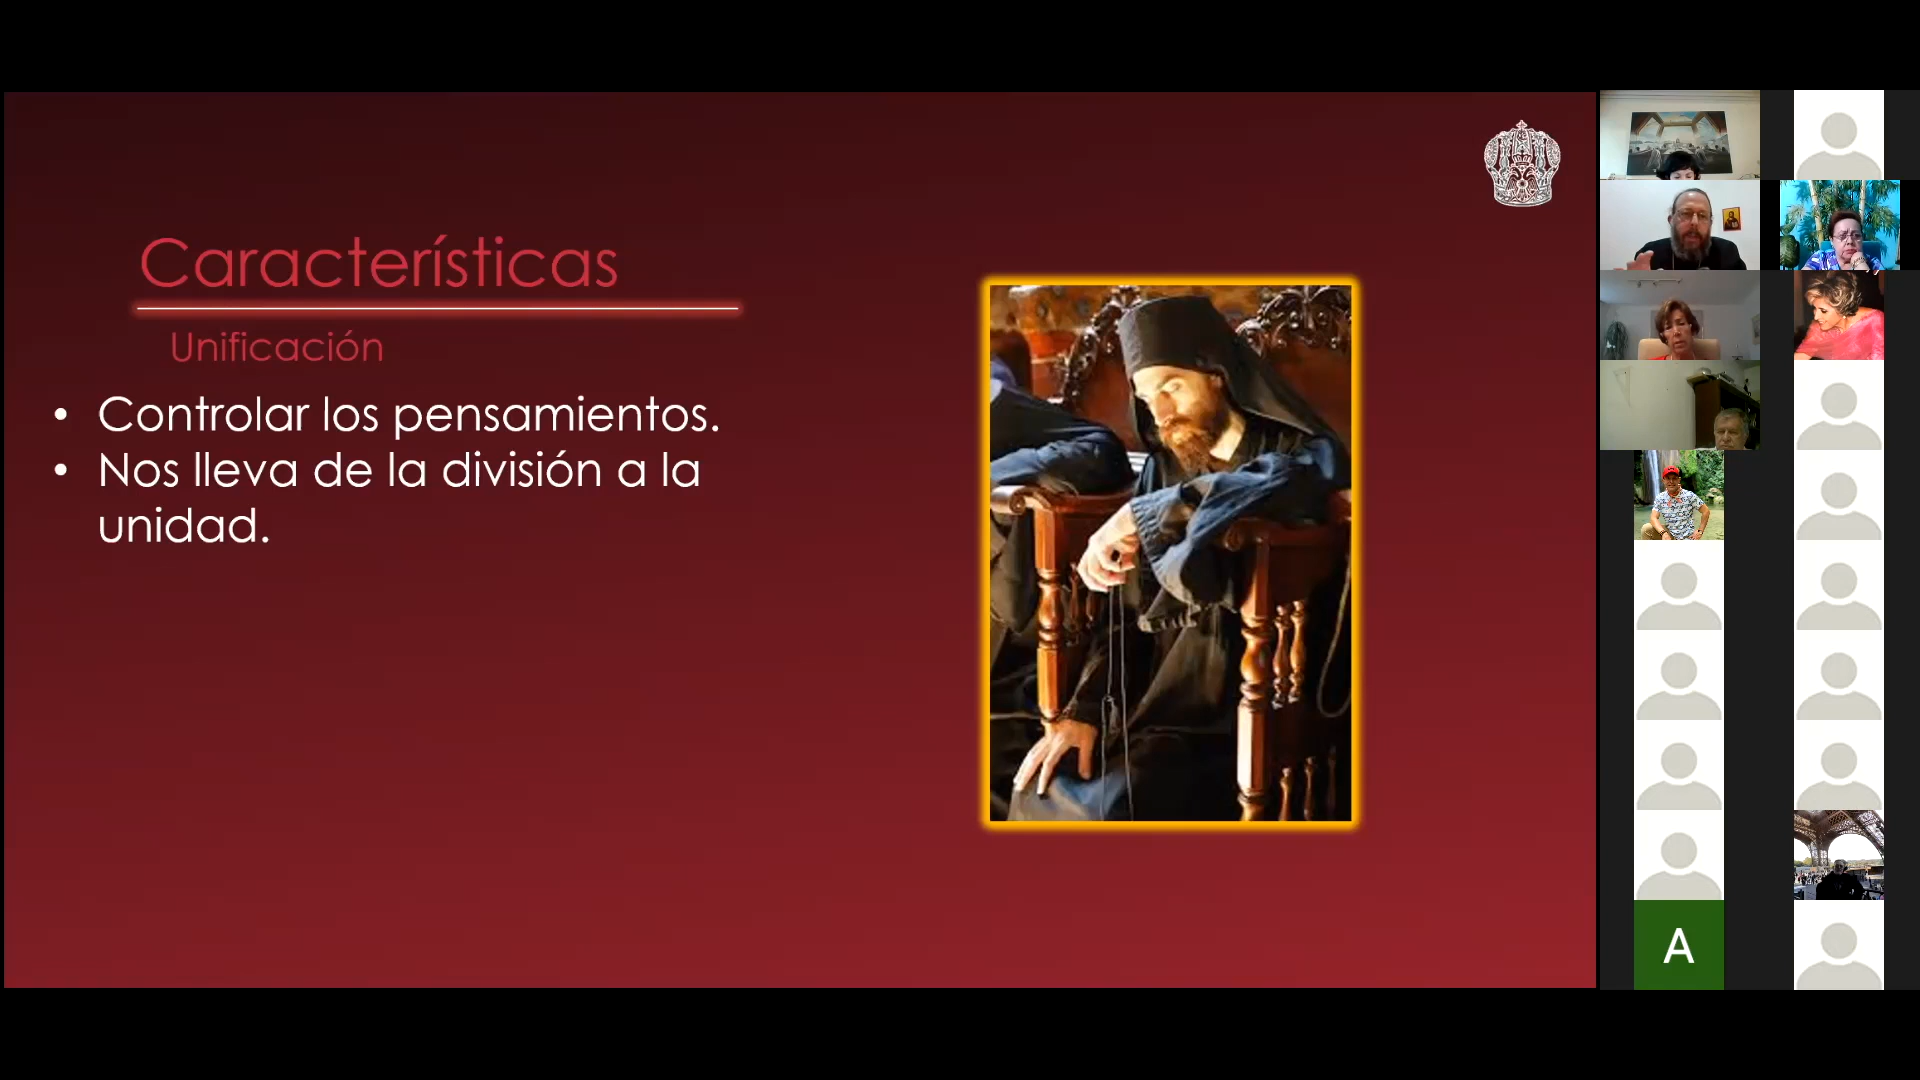 Características
Unificación
• Controlar los pensamientos.
• Nos lleva de la división a la
unidad.
A